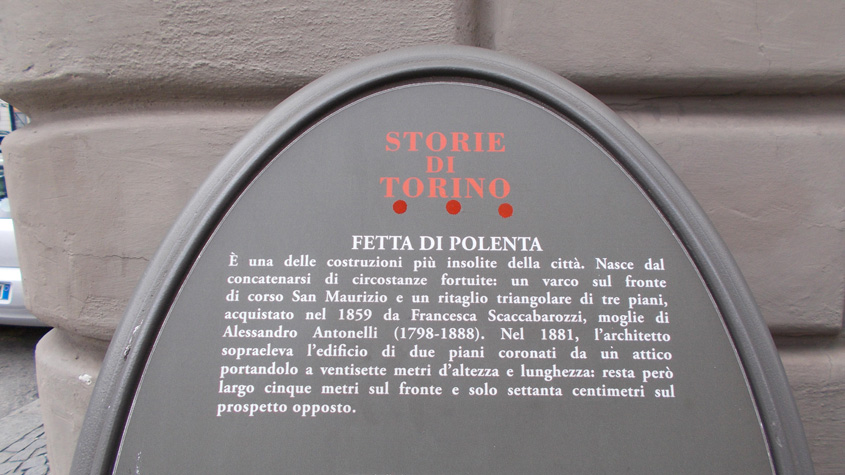 STORIE
DI
TORINO
FETTA DI POLENTA
È una delle costruzioni più insolite della città. Nasce dal
concatenarsi di circostanze fortuite: un varco sul fronte
di corso San Maurizio e un ritaglio triangolare di tre piani,
acquistato nel 1859 da Francesca Scaccabarozzi, moglie di
Alessandro Antonelli (1798-1888). Nel 1881, l'architetto
sopraeleva l'edificio di due piani coronati da un attico
portandolo a ventisette metri d'altezza e lunghezza: resta però
largo cinque metri sul fronte e solo settanta centimetri sul
prospetto opposto.